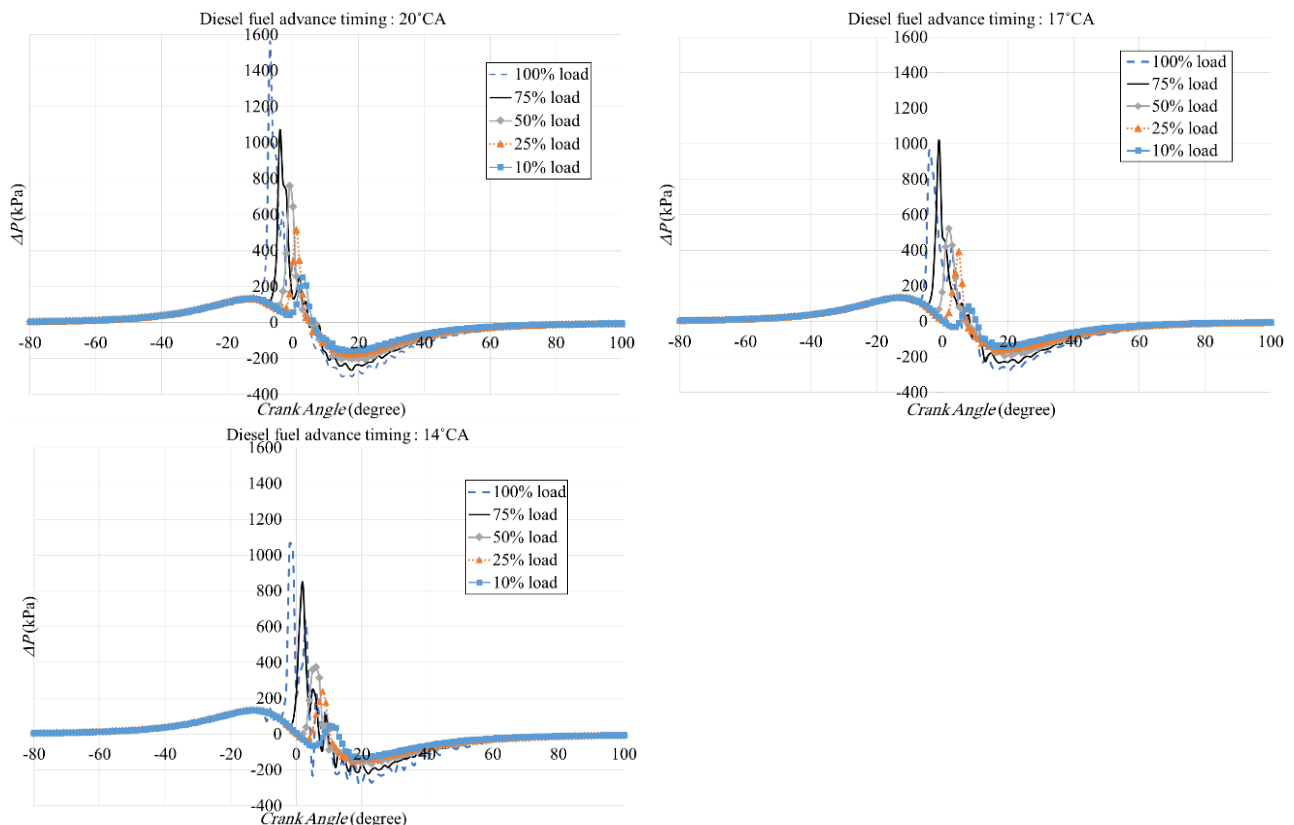 Diesel fuel advance timing : 20˚CA
1600
1400
1200
1000
800
600
400
200
0
-200
-400
-80
-60
-40
-20
0
20
40
60
80
100
ΔP (kPa)
Crank Angle (degree)
100% load
75% load
50% load
25% load
10% load
Diesel fuel advance timing : 17˚CA
1600
1400
1200
1000
800
600
400
200
0
-200
-400
-80
-60
-40
-20
0
20
40
60
80
100
ΔP (kPa)
Crank Angle (degree)
100% load
75% load
50% load
25% load
10% load
Diesel fuel advance timing : 14˚CA
1600
1400
1200
1000
800
600
400
200
0
-200
-400
-80
-60
-40
-20
0
20
40
60
80
100
ΔP (kPa)
Crank Angle (degree)
100% load
75% load
50% load
25% load
10% load